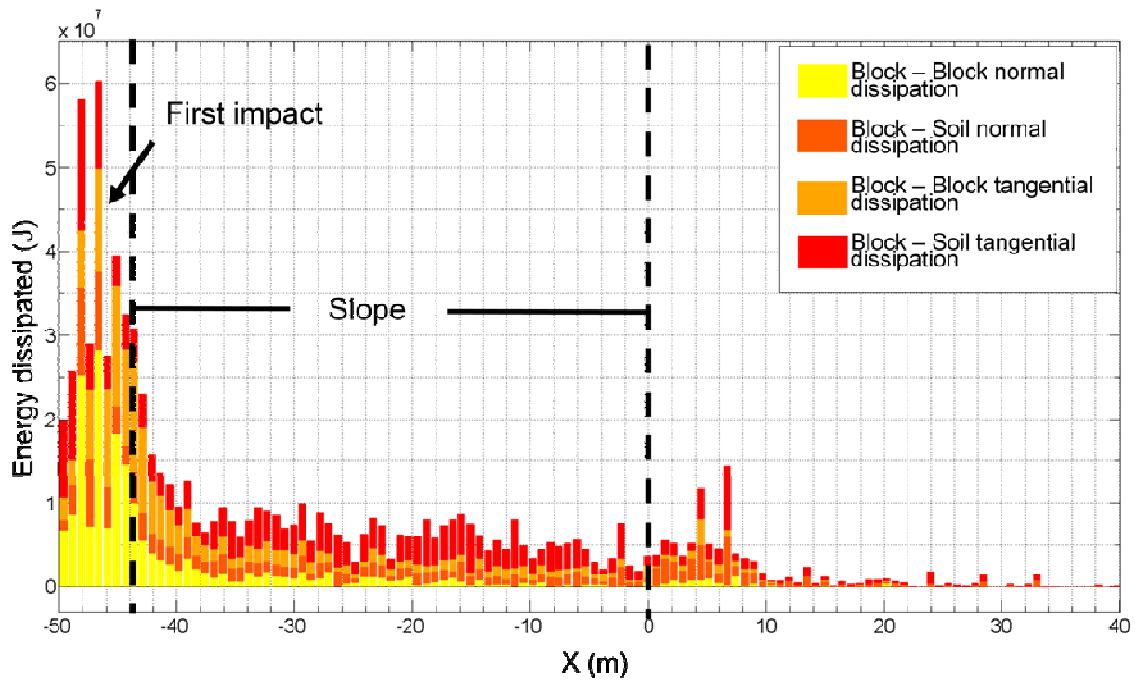 x 10⁷
6
5
4
3
2
1
0
Energy dissipated (J)
First impact
Slope
Block – Block normal
dissipation
Block – Soil normal
dissipation
Block – Block tangential
dissipation
Block – Soil tangential
dissipation
-50 -40 -30 -20 -10 0 10 20 30 40
X (m)